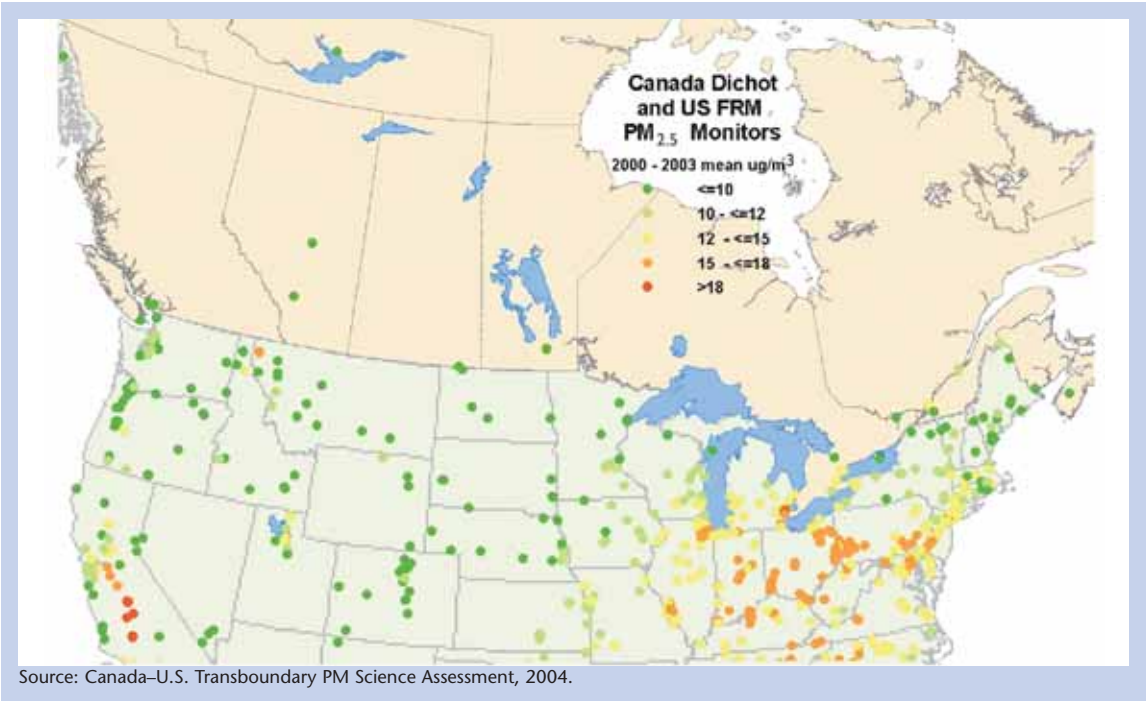 Canada Dichot
and US FRM
PM2.5 Monitors
2000 - 2003 mean ug/m3
<=10
10 - <=12
12 - <=15
15 - <=18
>18
Source: Canada–U.S. Transboundary PM Science Assessment, 2004.